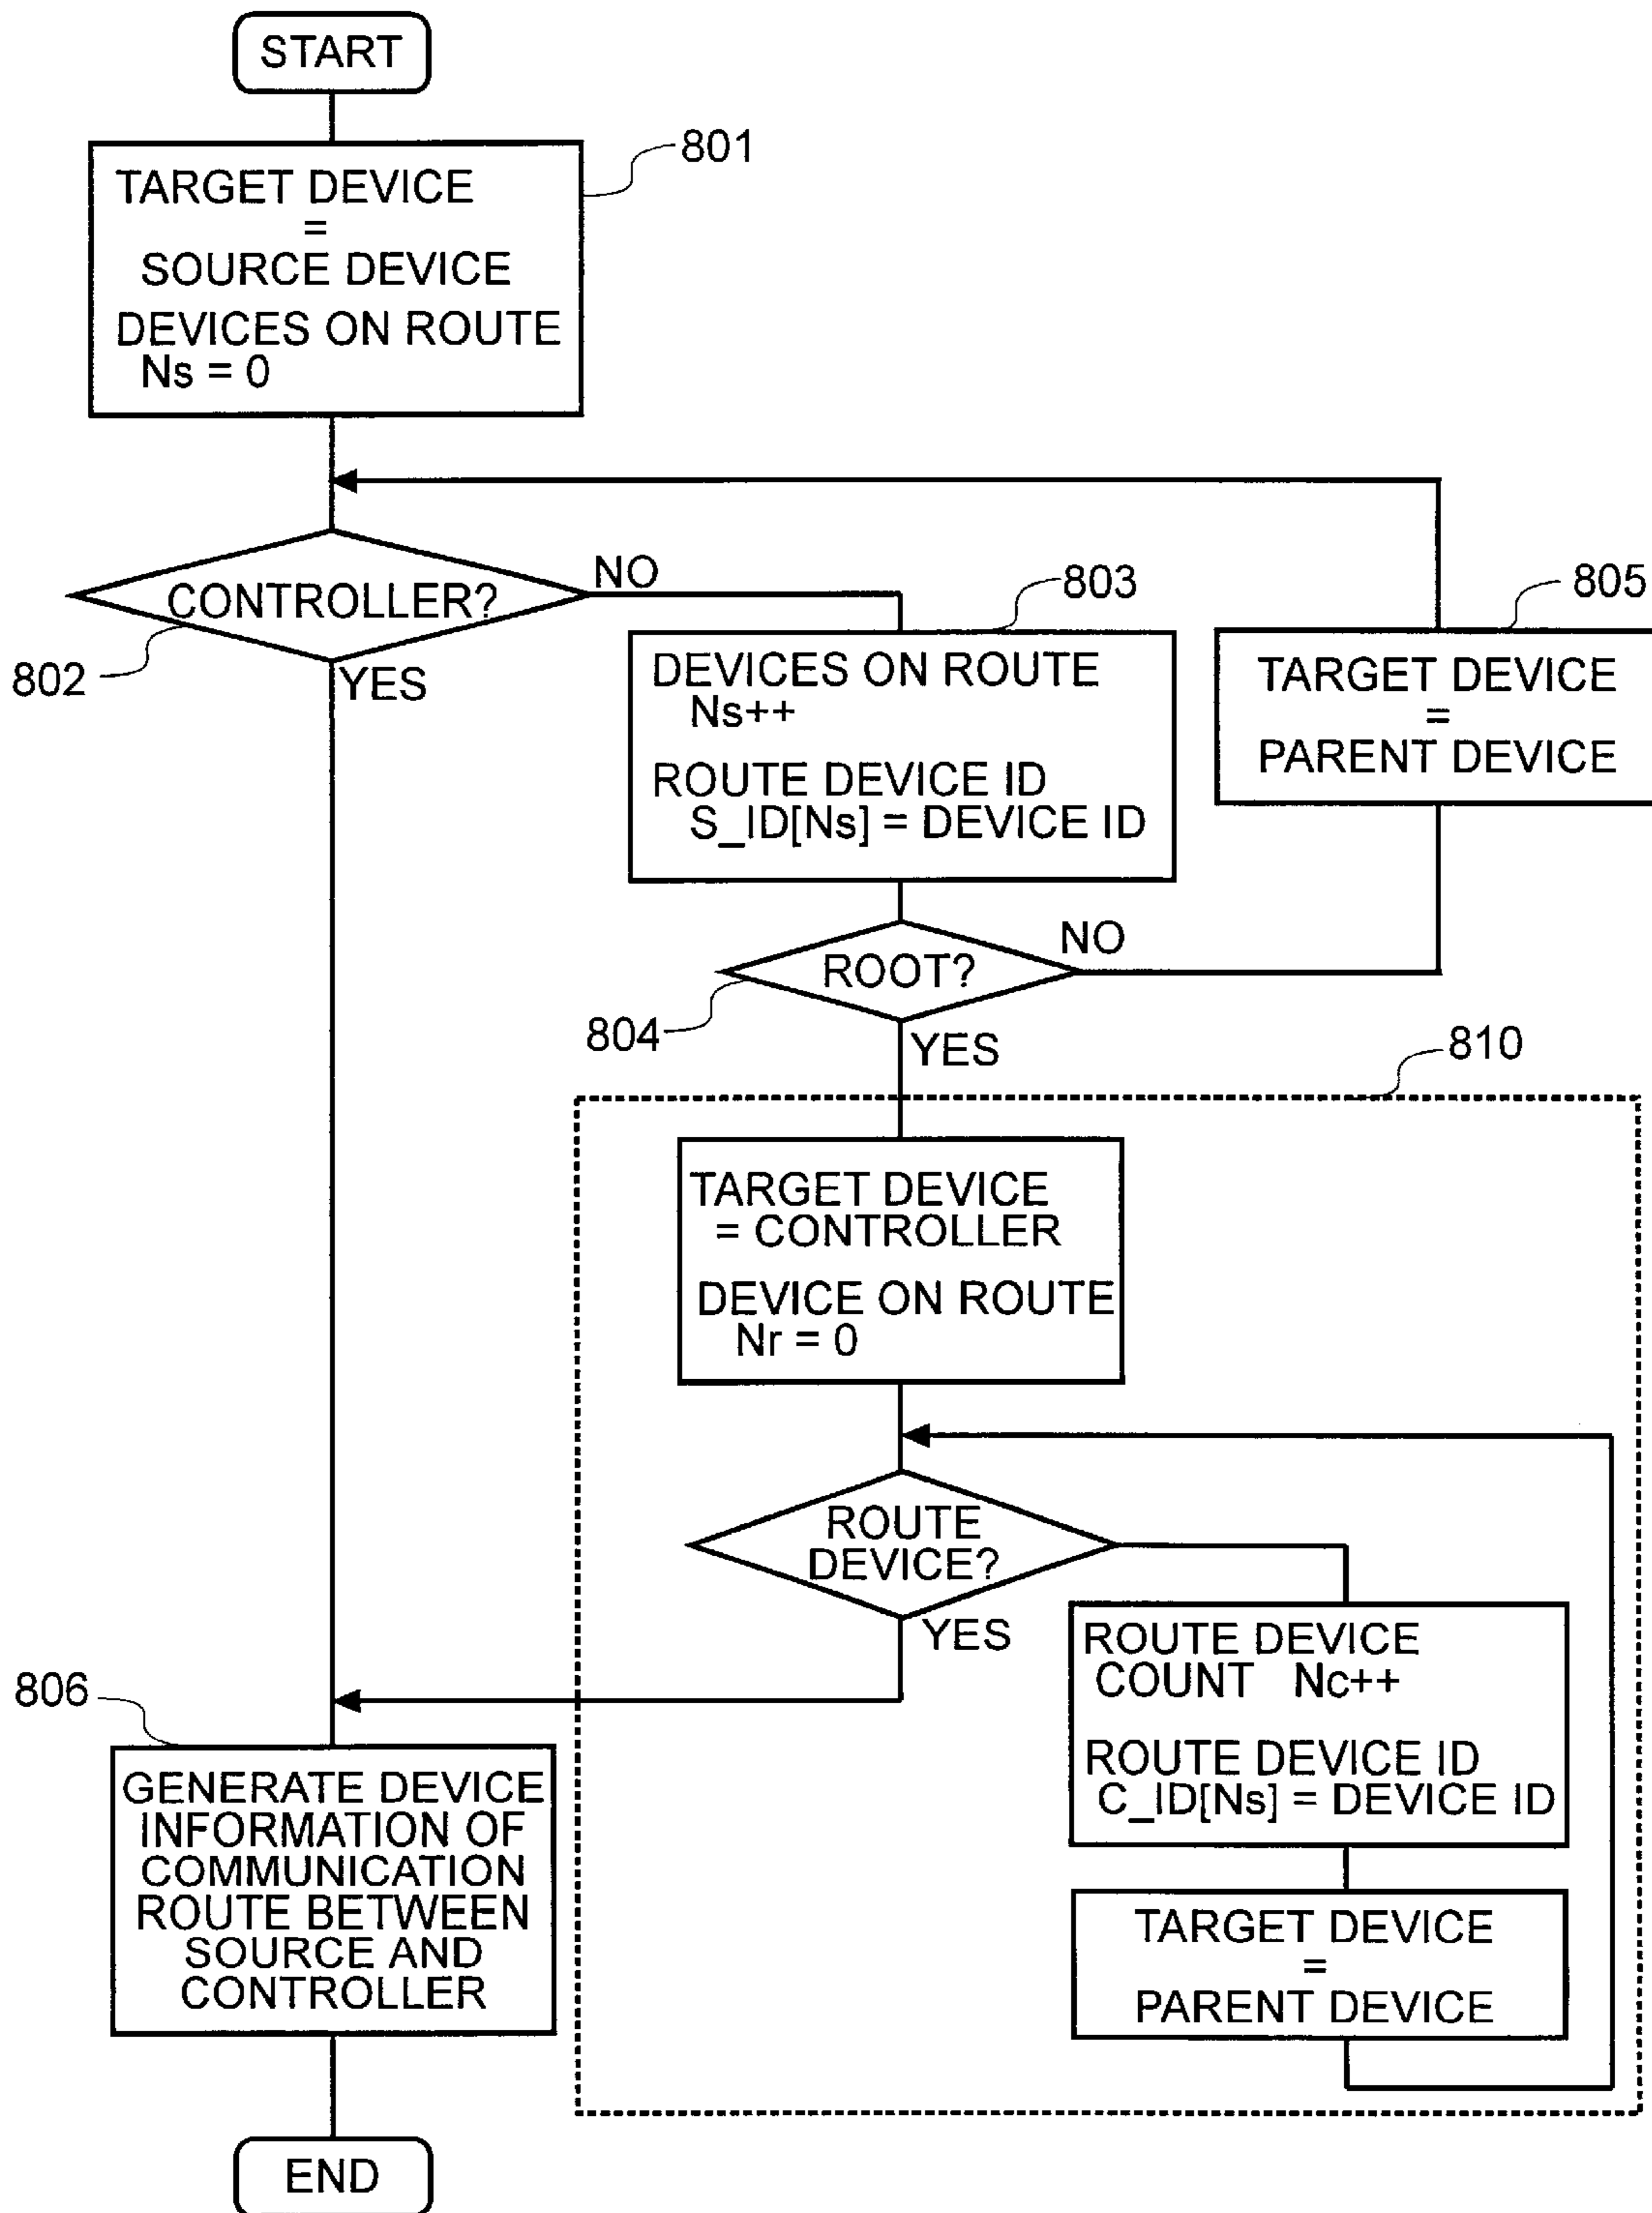 START
801
TARGET DEVICE
=
SOURCE DEVICE
DEVICES ON ROUTE
Ns = 0
CONTROLLER?
NO
802
YES
803
DEVICES ON ROUTE
Ns++
ROUTE DEVICE ID
S_ID[Ns] = DEVICE ID
805
TARGET DEVICE
=
PARENT DEVICE
ROOT?
NO
804
YES
810
TARGET DEVICE
= CONTROLLER
DEVICE ON ROUTE
Nr = 0
ROUTE
DEVICE?
YES
ROUTE DEVICE
COUNT Nc++
ROUTE DEVICE ID
C_ID[Ns] = DEVICE ID
TARGET DEVICE
=
PARENT DEVICE
806
GENERATE DEVICE
INFORMATION OF
COMMUNICATION
ROUTE BETWEEN
SOURCE AND
CONTROLLER
END